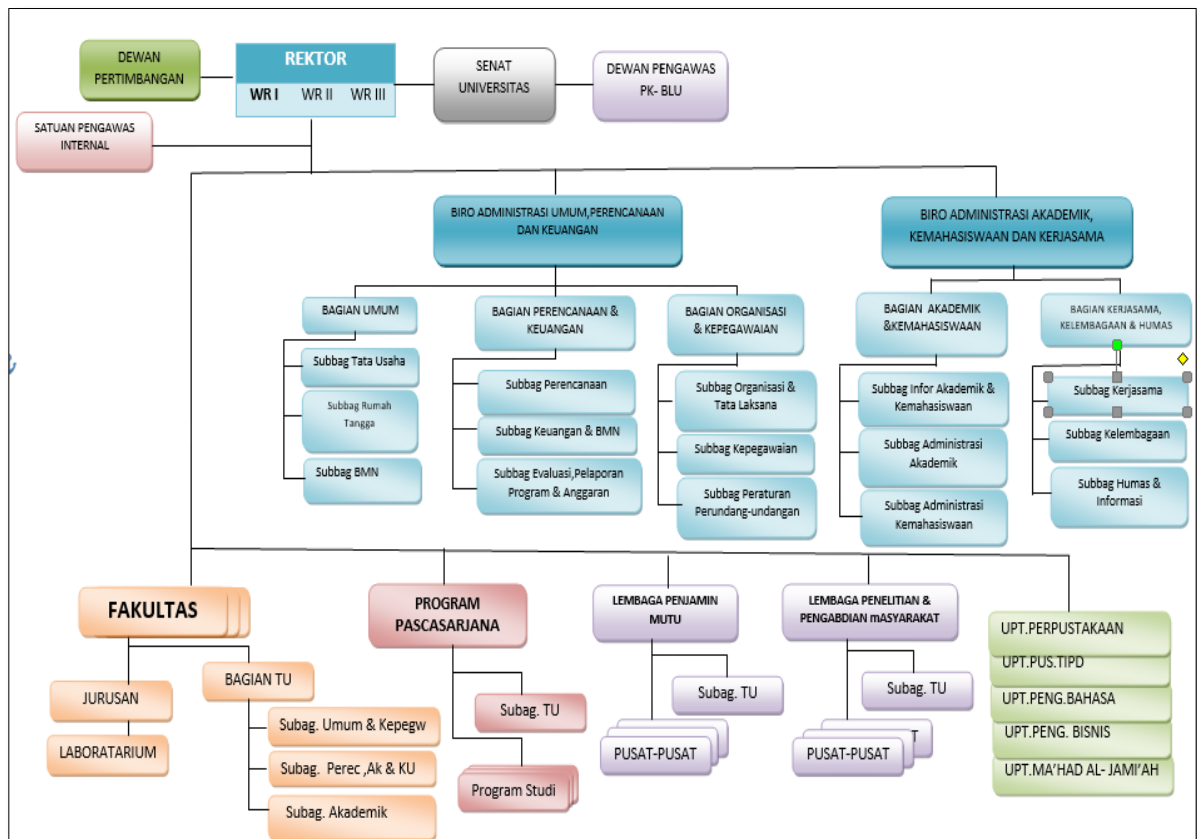 DEWAN
PERTIMBANGAN
REKTOR
WR I WR II WR III
SENAT
UNIVERSITAS
DEWAN PENGAWAS
PK- BLU
SATUAN PENGAWAS
INTERNAL
BIRO ADMINISTRASI UMUM,PERENCANAAN
DAN KEUANGAN
BIRO ADMINISTRASI AKADEMIK,
KEMAHASISWAAN DAN KERJASAMA
BAGIAN UMUM
Subbag Tata Usaha
Subbag Rumah
Tangga
Subbag BMN
BAGIAN PERENCANAAN &
KEUANGAN
Subbag Perencanaan
Subbag Keuangan & BMN
Subbag Evaluasi,Pelaporan
Program & Anggaran
BAGIAN ORGANISASI
& KEPEGAWAIAN
Subbag Organisasi &
Tata Laksana
Subbag Kepegawaian
Subbag Peraturan
Perundang-undangan
BAGIAN AKADEMIK
&KEMAHASISWAAN
Subbag Infor Akademik &
Kemahasiswaan
Subbag Administrasi
Akademik
Subbag Administrasi
Kemahasiswaan
BAGIAN KERJASAMA,
KELEMBAGAAN & HUMAS
Subbag Kerjasama
Subbag Kelembagaan
Subbag Humas &
Informasi
FAKULTAS
JURUSAN
LABORATARIUM
BAGIAN TU
Subag. Umum & Kepegw
Subag. Perec ,Ak & KU
Subag. Akademik
PROGRAM
PASCASARJANA
Subag. TU
Program Studi
LEMBAGA PENJAMIN
MUTU
Subag. TU
PUSAT-PUSAT
LEMBAGA PENELITIAN &
PENGABDIAN mASYARAKAT
Subag. TU
PUSAT-PUSAT
UPT.PERPUSTAKAAN
UPT.PUS.TIPD
UPT.PENG.BAHASA
UPT.PENG. BISNIS
UPT.MA'HAD AL- JAMI'AH